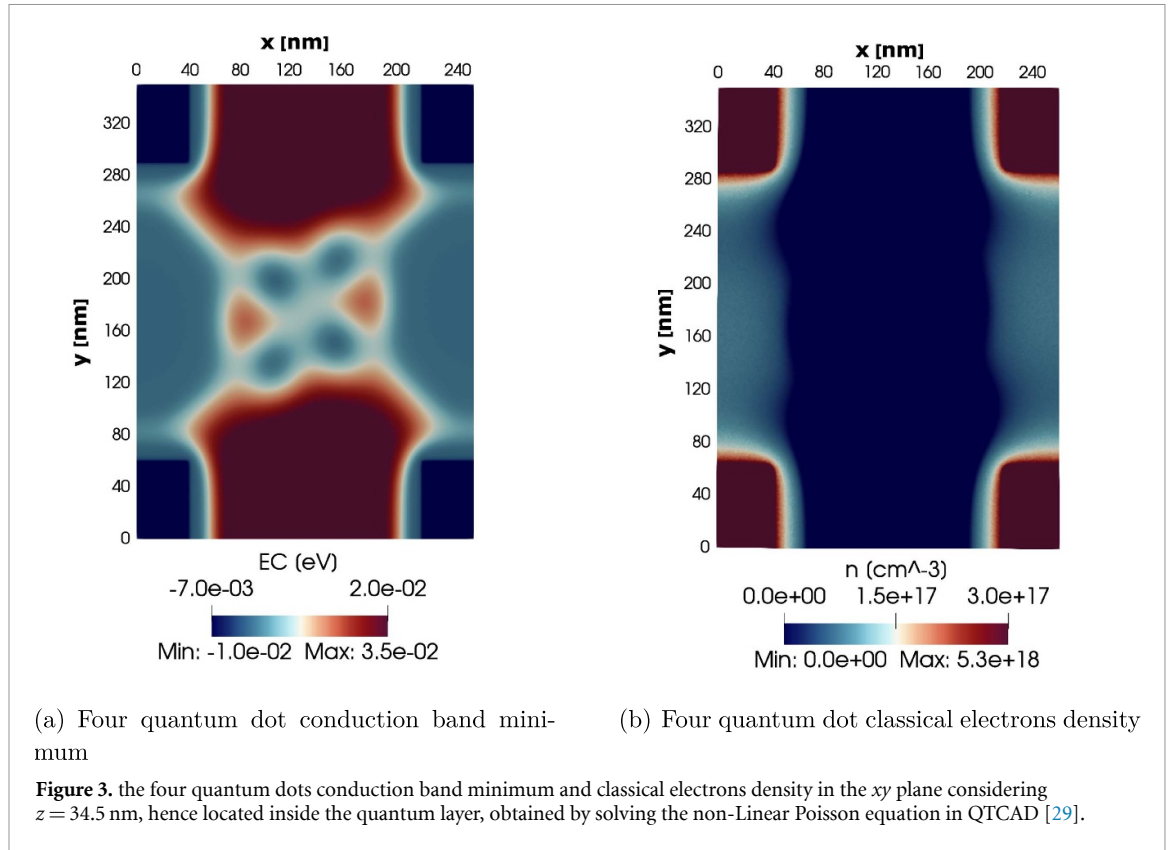 x [nm]
0 40 80 120 160 200 240
y [nm]
320
280
240
200
160
120
80
40
0
EC (eV)
-7.0e-03 2.0e-02
Min: -1.0e-02 Max: 3.5e-02
x [nm]
0 40 80 120 160 200 240
y [nm]
320
280
240
200
160
120
80
40
0
n (cm^-3)
0.0e+00 1.5e+17 3.0e+17
Min: 0.0e+00 Max: 5.3e+18
(a) Four quantum dot conduction band mini-
mum
(b) Four quantum dot classical electrons density
Figure 3. the four quantum dots conduction band minimum and classical electrons density in the xy plane considering
z = 34.5 nm, hence located inside the quantum layer, obtained by solving the non-Linear Poisson equation in QTCAD [29].